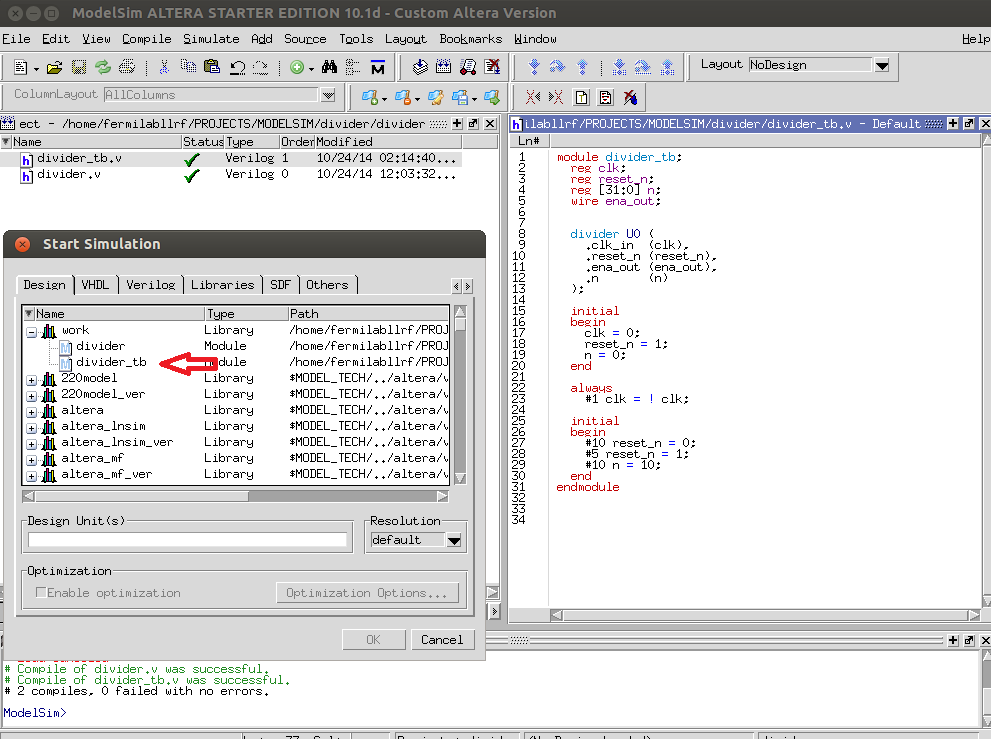 ModelSim ALTERA STARTER EDITION 10.1d - Custom Altera Version
File Edit View Compile Simulate Add Source Tools Layout Bookmarks Window Help
Layout NoDesign
ColumnLayout AllColumns
ect - /home/fermilabllrf/PROJECTS/MODELSIM/divider/divider
Name Status Type Order Modified
divider_tb.v Verilog 1 10/24/14 02:14:40...
divider.v Verilog 0 10/24/14 12:03:32...
Start Simulation
Design VHDL Verilog Libraries SDF Others
Name Type Path
work Library /home/fermilabllrf/PROJ
divider Module /home/fermilabllrf/PROJ
divider_tb Module /home/fermilabllrf/PROJ
220model Library $MODEL_TECH/../altera/v
220model_ver Library $MODEL_TECH/../altera/v
altera Library $MODEL_TECH/../altera/v
altera_lnsim Library $MODEL_TECH/../altera/v
altera_lnsim_ver Library $MODEL_TECH/../altera/v
altera_mf Library $MODEL_TECH/../altera/v
altera_mf_ver Library $MODEL_TECH/../altera/v
Design Unit(s)
Resolution
default
Optimization
Enable optimization
Optimization Options...
OK Cancel
ilabllrf/PROJECTS/MODELSIM/divider/divider_tb.v - Default
Ln#
1 module divider_tb;
2 reg clk;
3 reg reset_n;
4 reg [31:0] n;
5 wire ena_out;
6
7
8 divider U0 (
9 .clk_in (clk),
10 .reset_n (reset_n),
11 .ena_out (ena_out),
12 .n (n)
13 );
14
15 initial
16 begin
17 clk = 0;
18 reset_n = 1;
19 n = 0;
20 end
21
22 always
23 #1 clk = ! clk;
24
25 initial
26 begin
27 #10 reset_n = 0;
28 #5 reset_n = 1;
29 #10 n = 10;
30 end
31 endmodule
32
33
34
# Compile of divider.v was successful.
# Compile of divider_tb.v was successful.
# 2 compiles, 0 failed with no errors.
ModelSim>